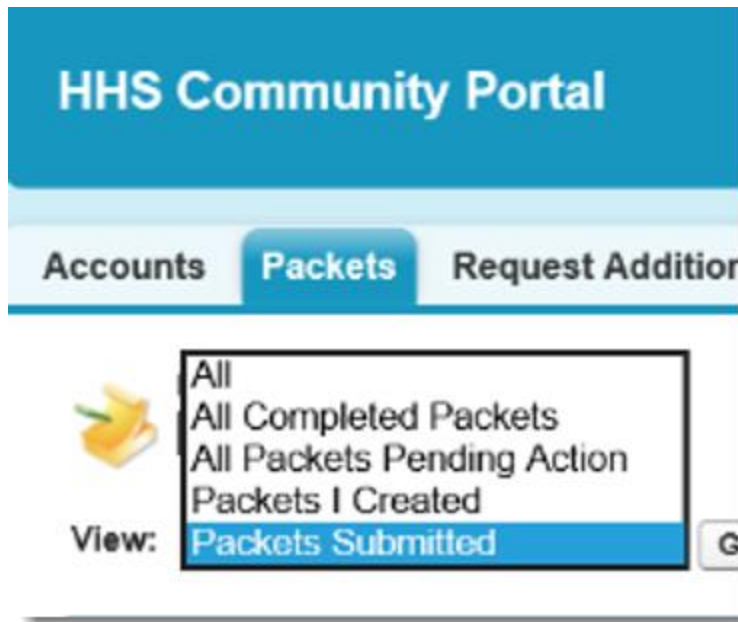 HHS Community Portal
Accounts Packets Request Addition
All
All Completed Packets
All Packets Pending Action
Packets I Created
View: Packets Submitted G